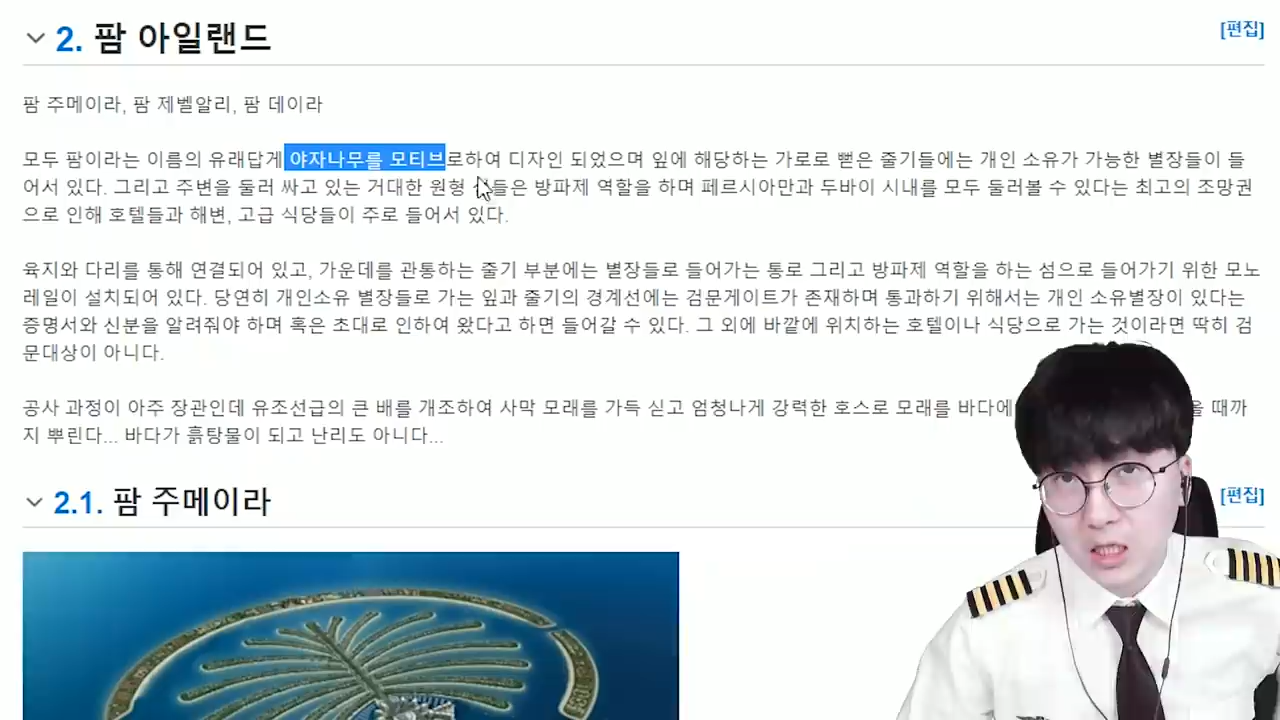 2. 팜 아일랜드
[편집]
팜 주메이라, 팜 제벨알리, 팜 데이라
모두 팜이라는 이름의 유래답게 야자나무를 모티브로하여 디자인 되었으며 잎에 해당하는 가로로 뻗은 줄기들에는 개인 소유가 가능한 별장들이 들
어서 있다. 그리고 주변을 둘러 싸고 있는 거대한 원형 들은 방파제 역할을 하며 페르시아만과 두바이 시내를 모두 둘러볼 수 있다는 최고의 조망권
으로 인해 호텔들과 해변, 고급 식당들이 주로 들어서 있다.
육지와 다리를 통해 연결되어 있고, 가운데를 관통하는 줄기 부분에는 별장들로 들어가는 통로 그리고 방파제 역할을 하는 섬으로 들어가기 위한 모노
레일이 설치되어 있다. 당연히 개인소유 별장들로 가는 잎과 줄기의 경계선에는 검문게이트가 존재하며 통과하기 위해서는 개인 소유별장이 있다는
증명서와 신분을 알려줘야 하며 혹은 초대로 인하여 왔다고 하면 들어갈 수 있다. 그 외에 바깥에 위치하는 호텔이나 식당으로 가는 것이라면 딱히 검
문대상이 아니다.
공사 과정이 아주 장관인데 유조선급의 큰 배를 개조하여 사막 모래를 가득 싣고 엄청나게 강력한 호스로 모래를 바다에 을 때까
지 뿌린다... 바다가 흙탕물이 되고 난리도 아니다...
2.1. 팜 주메이라
[편집]